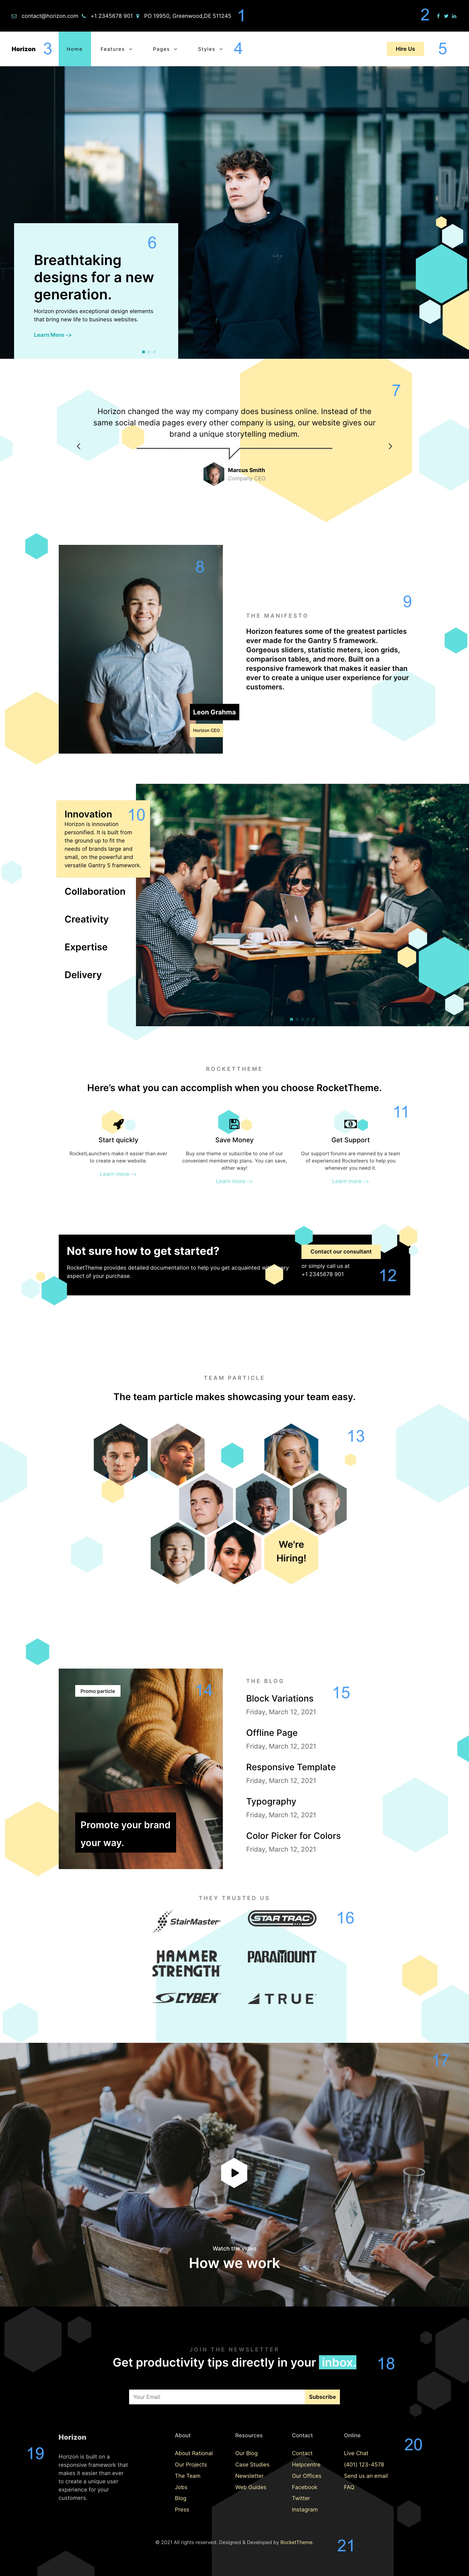 contact@horizon.com +1 2345678 901 PO 19950, Greenwood,DE 511245 1 2
Horizon 3 Home Features Pages Styles 4 Hire Us 5
6
Breathtaking
designs for a new
generation.
Horizon provides exceptional design elements
that bring new life to business websites.
Learn More ->
7
Horizon changed the way my company does business online. Instead of the
same social media pages every other company is using, our website gives our
brand a unique storytelling medium.
Marcus Smith
Company CEO
8
Leon Grahma
Horizon CEO
9
THE MANIFESTO
Horizon features some of the greatest particles
ever made for the Gantry 5 framework.
Gorgeous sliders, statistic meters, icon grids,
comparison tables, and more. Built on a
responsive framework that makes it easier than
ever to create a unique user experience for your
customers.
Innovation 10
Horizon is innovation
personified. It is built from
the ground up to fit the
needs of brands large and
small, on the powerful and
versatile Gantry 5 framework.
Collaboration
Creativity
Expertise
Delivery
ROCKETTHEME
Here's what you can accomplish when you choose RocketTheme.
11
Start quickly
RocketLaunchers make it easier than ever
to create a new website.
Learn more ->
Save Money
Buy one theme or subscribe to one of our
convenient membership plans. You can save,
either way!
Learn more ->
Get Support
Our support forums are manned by a team
of experienced Rocketeers to help you
whenever you need it.
Learn more ->
Not sure how to get started?
RocketTheme provides detailed documentation to help you get acquainted every
aspect of your purchase.
Contact our consultant
or simply call us at
+1 2345678 901
12
TEAM PARTICLE
The team particle makes showcasing your team easy.
13
We're
Hiring!
Promo particle
14
Promote your brand
your way.
THE BLOG
15
Block Variations
Friday, March 12, 2021
Offline Page
Friday, March 12, 2021
Responsive Template
Friday, March 12, 2021
Typography
Friday, March 12, 2021
Color Picker for Colors
Friday, March 12, 2021
THEY TRUSTED US
16
StairMaster STAR TRAC
HAMMER STRENGTH PARAMOUNT
CYBEX TRUE
17
Watch the Video
How we work
JOIN THE NEWSLETTER
Get productivity tips directly in your inbox. 18
Your Email Subscribe
19
Horizon
Horizon is built on a
responsive framework that
makes it easier than ever
to create a unique user
experience for your
customers.
About
About Rational
Our Projects
The Team
Jobs
Blog
Press
Resources
Our Blog
Case Studies
Newsletter
Web Guides
Contact
Contact
Helpcentre
Our Offices
Facebook
Twitter
Instagram
Online
Live Chat
(401) 123-4578
Send us an email
FAQ
20
© 2021 All rights reserved. Designed & Developed by RocketTheme. 21